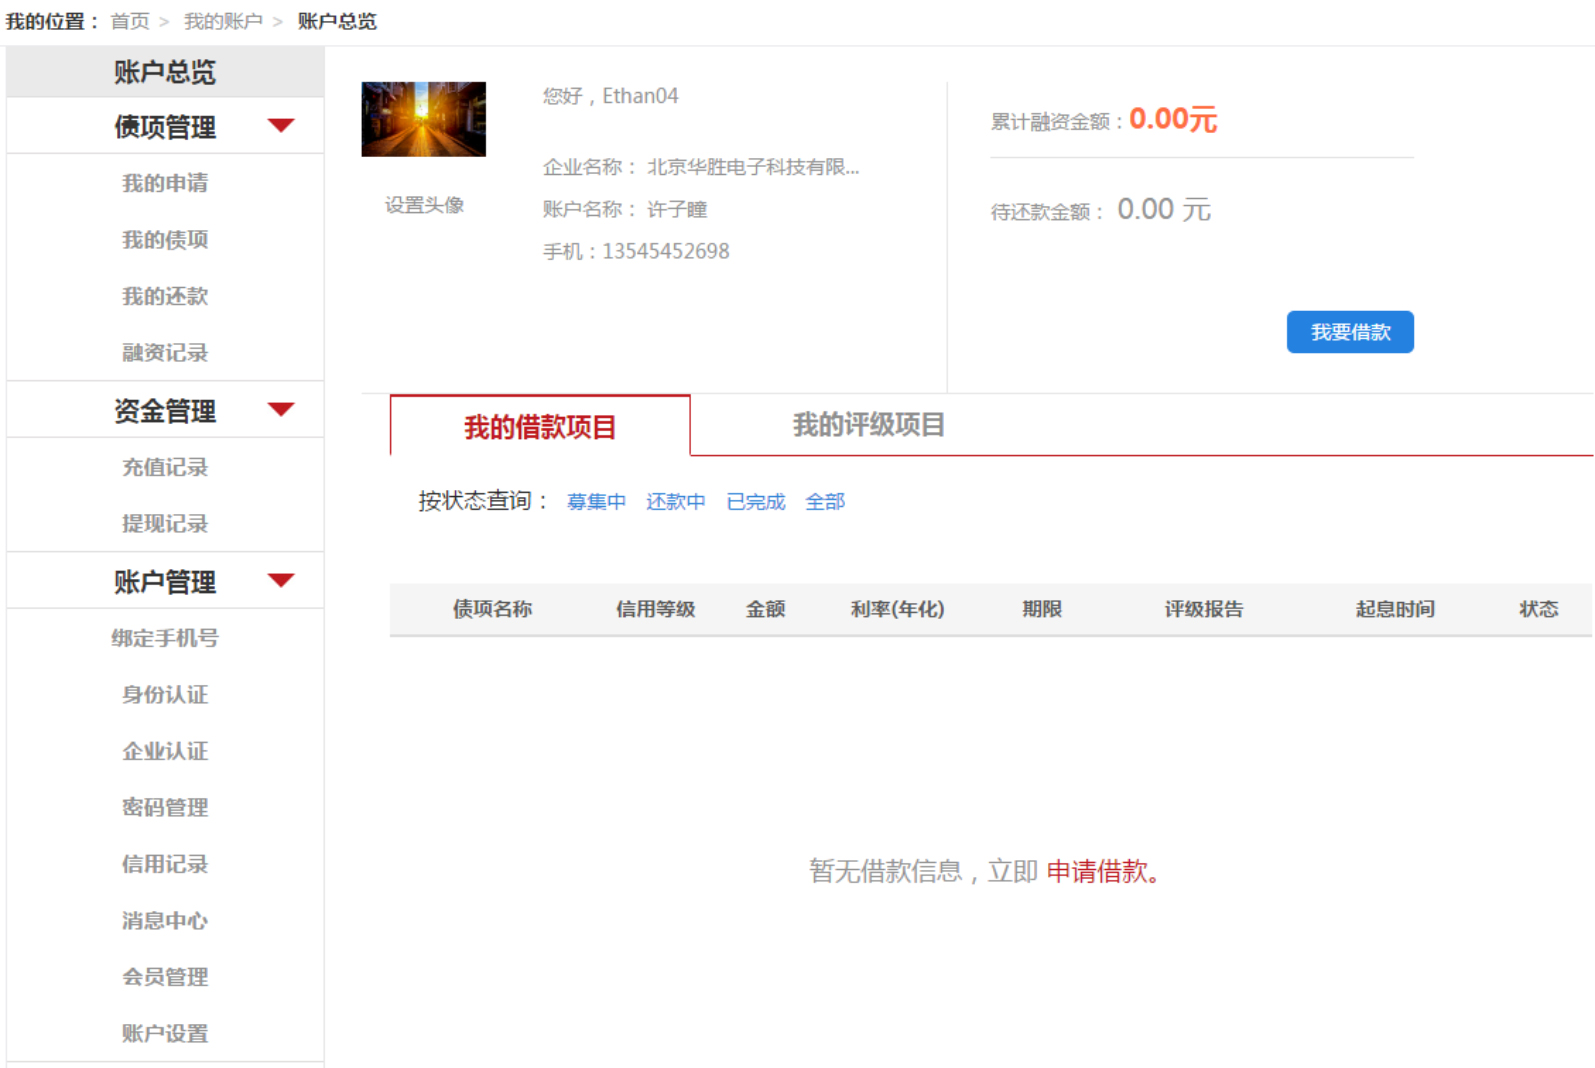 我的位置： 首页 > 我的账户 > 账户总览
账户总览
债项管理
我的申请
我的债项
我的还款
融资记录
资金管理
充值记录
提现记录
账户管理
绑定手机号
身份认证
企业认证
密码管理
信用记录
消息中心
会员管理
账户设置
设置头像
您好，Ethan04
企业名称： 北京华胜电子科技有限...
账户名称： 许子瞳
手机：13545452698
累计融资金额：0.00元
待还款金额： 0.00 元
我要借款
我的借款项目 我的评级项目
按状态查询： 募集中 还款中 已完成 全部
债项名称 信用等级 金额 利率(年化) 期限 评级报告 起息时间 状态
暂无借款信息，立即 申请借款。